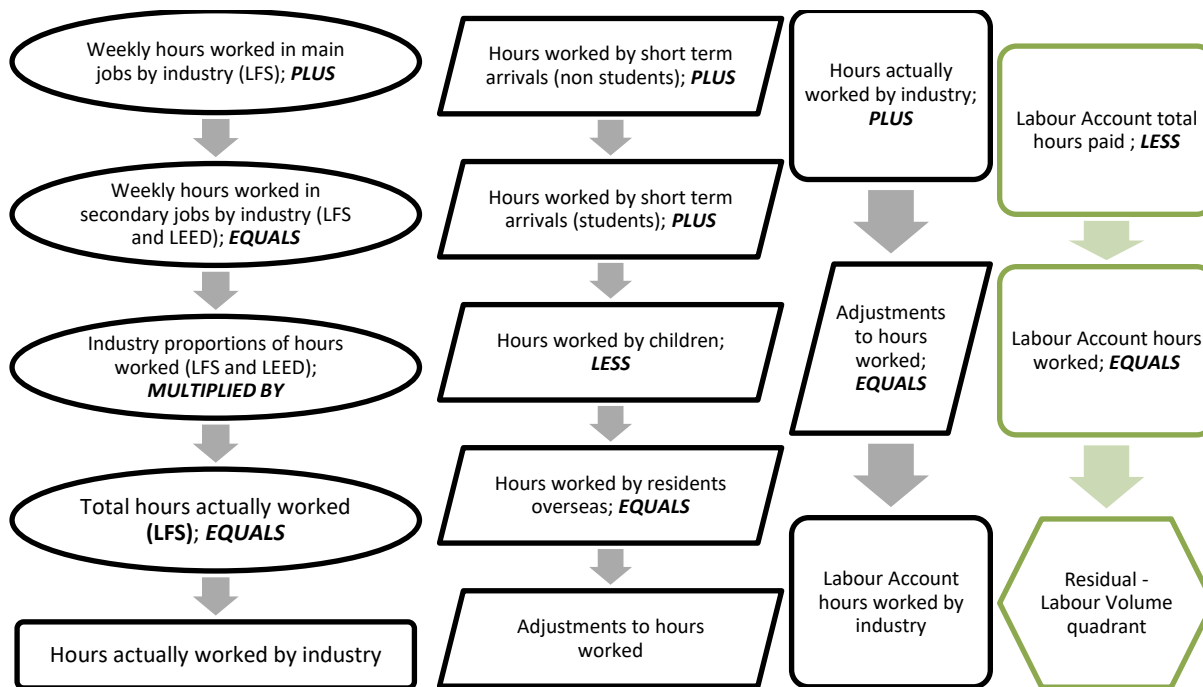 Weekly hours worked in main
jobs by industry (LFS); PLUS
Weekly hours worked in
secondary jobs by industry (LFS
and LEED); EQUALS
Industry proportions of hours
worked (LFS and LEED);
MULTIPLIED BY
Total hours actually worked
(LFS); EQUALS
Hours actually worked by industry
Hours worked by short term
arrivals (non students); PLUS
Hours worked by short term
arrivals (students); PLUS
Hours worked by children;
LESS
Hours worked by residents
overseas; EQUALS
Adjustments to hours
worked
Hours actually
worked by industry;
PLUS
Adjustments
to hours
worked;
EQUALS
Labour Account
hours worked by
industry
Labour Account total
hours paid ; LESS
Labour Account hours
worked; EQUALS
Residual -
Labour Volume
quadrant